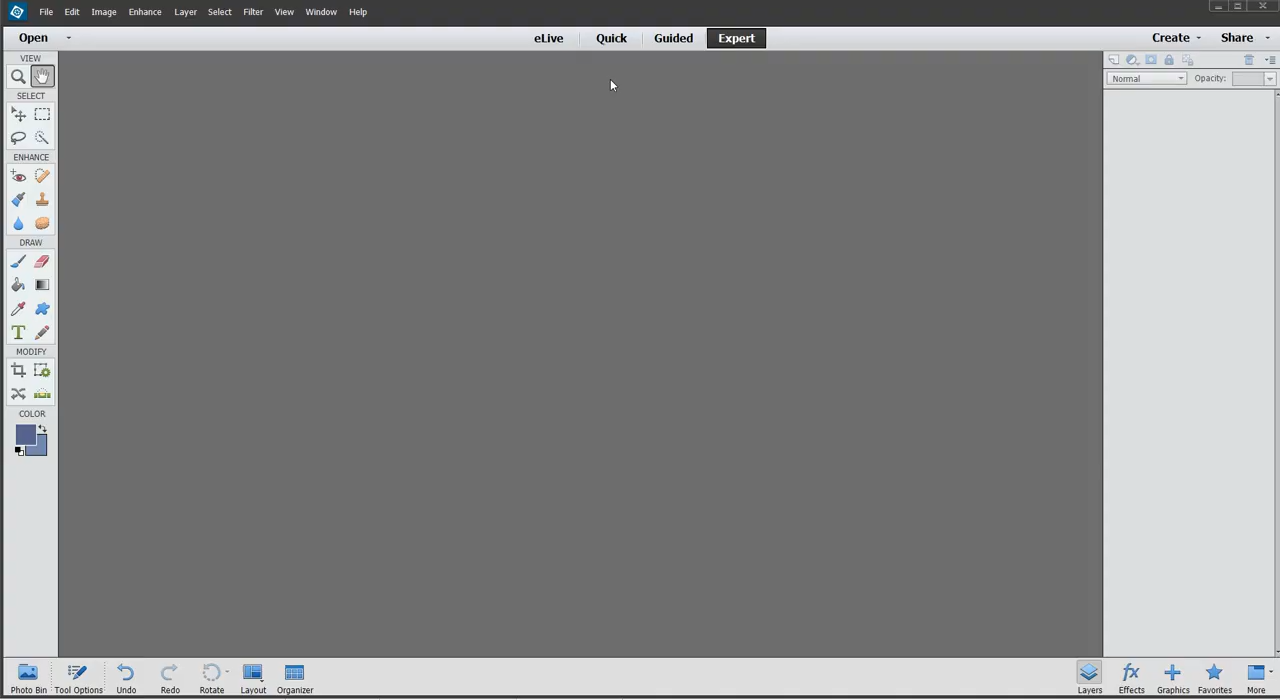 File Edit Image Enhance Layer Select Filter View Window Help
Open eLive Quick Guided Expert Create Share
VIEW
Normal Opacity:
SELECT
ENHANCE
DRAW
T
MODIFY
COLOR
Photo Bin Tool Options Undo Redo Rotate Layout Organizer Layers fx Effects Graphics Favorites More